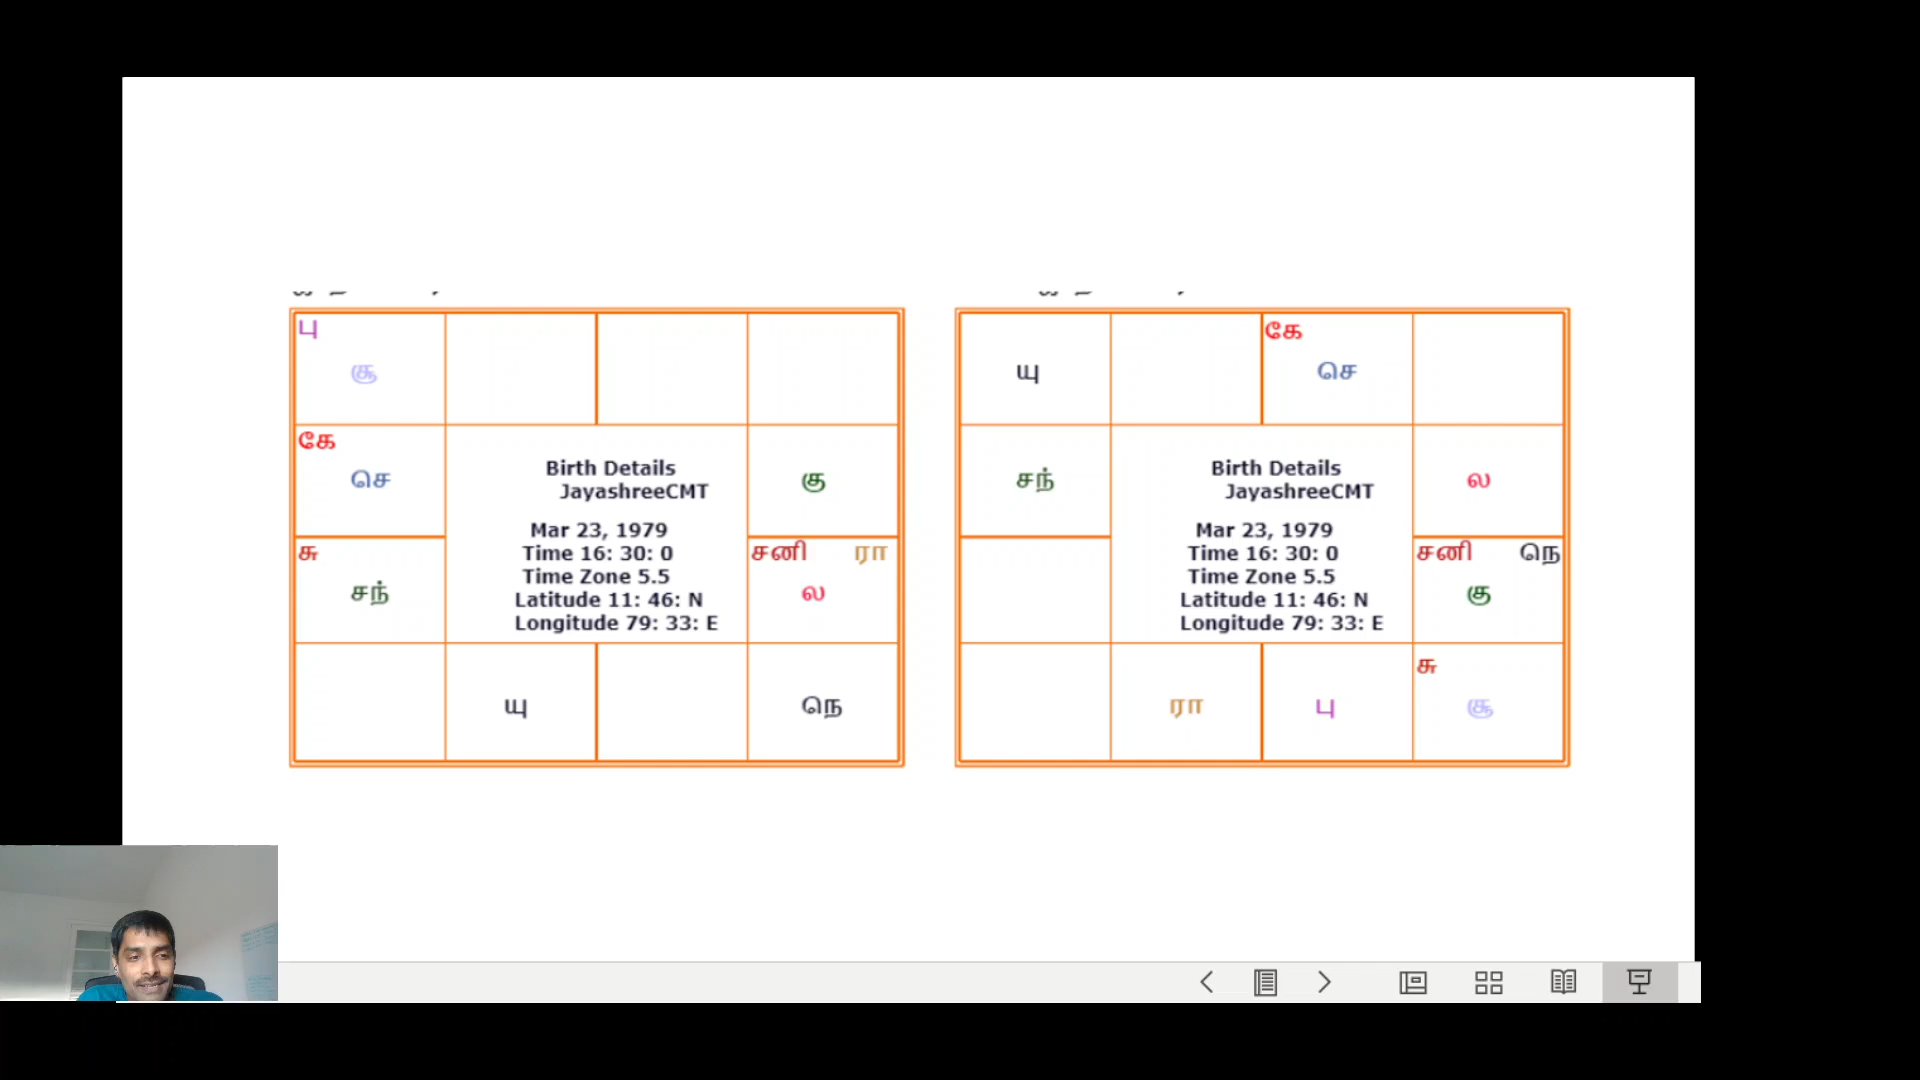 பு
சூ
கே
செ
Birth Details
JayashreeCMT
Mar 23, 1979
Time 16: 30: 0
Time Zone 5.5
Latitude 11: 46: N
Longitude 79: 33: E
கு
சு
சந்
சனி ரா
ல
யு
நெ
யு
கே
செ
சந்
Birth Details
JayashreeCMT
Mar 23, 1979
Time 16: 30: 0
Time Zone 5.5
Latitude 11: 46: N
Longitude 79: 33: E
ல
சனி நெ
கு
ரா
பு
சு
சூ